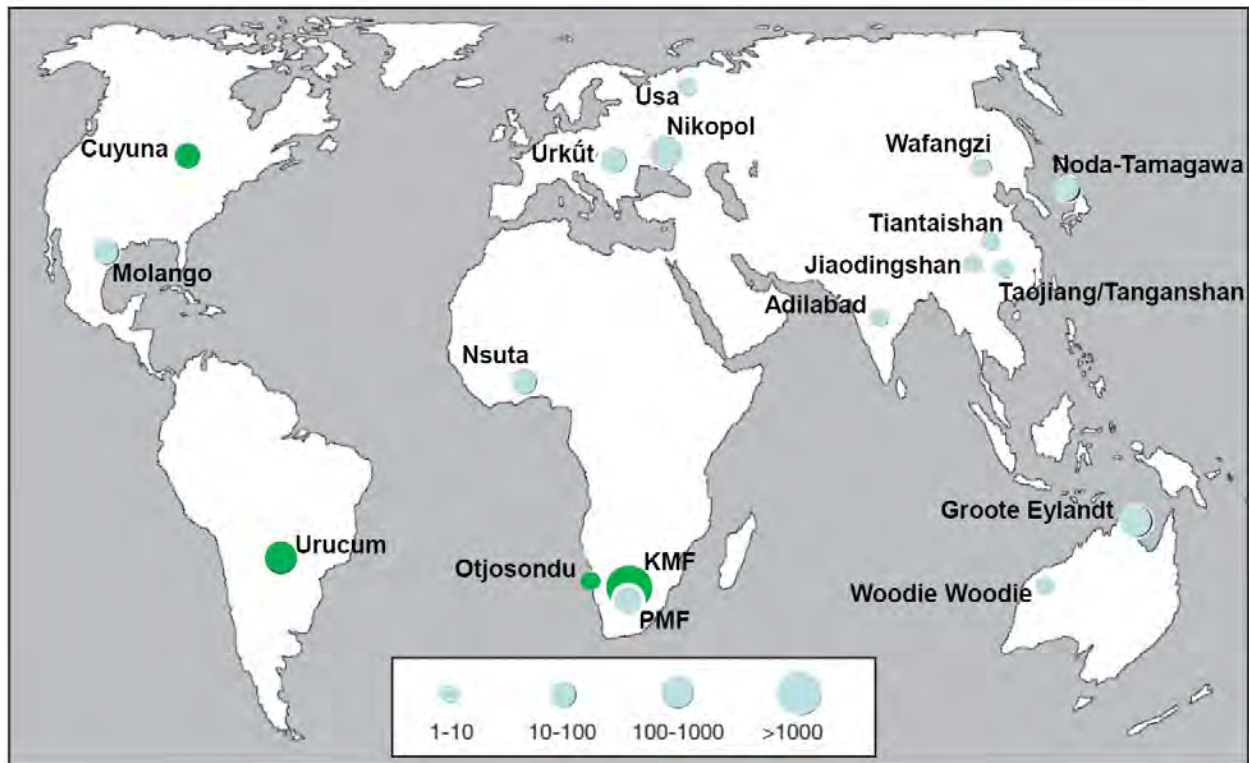 Usa
Nikopol
Cuyuna
Urkút
Wafangzi
Noda-Tamagawa
Tiantaishan
Molango
Jiaodingshan
Taojiang/Tanganshan
Adilabad
Nsuta
Groote Eylandt
Urucum
Otjosondu
KMF
Woodie Woodie
PMF
1-10
10-100
100-1000
>1000